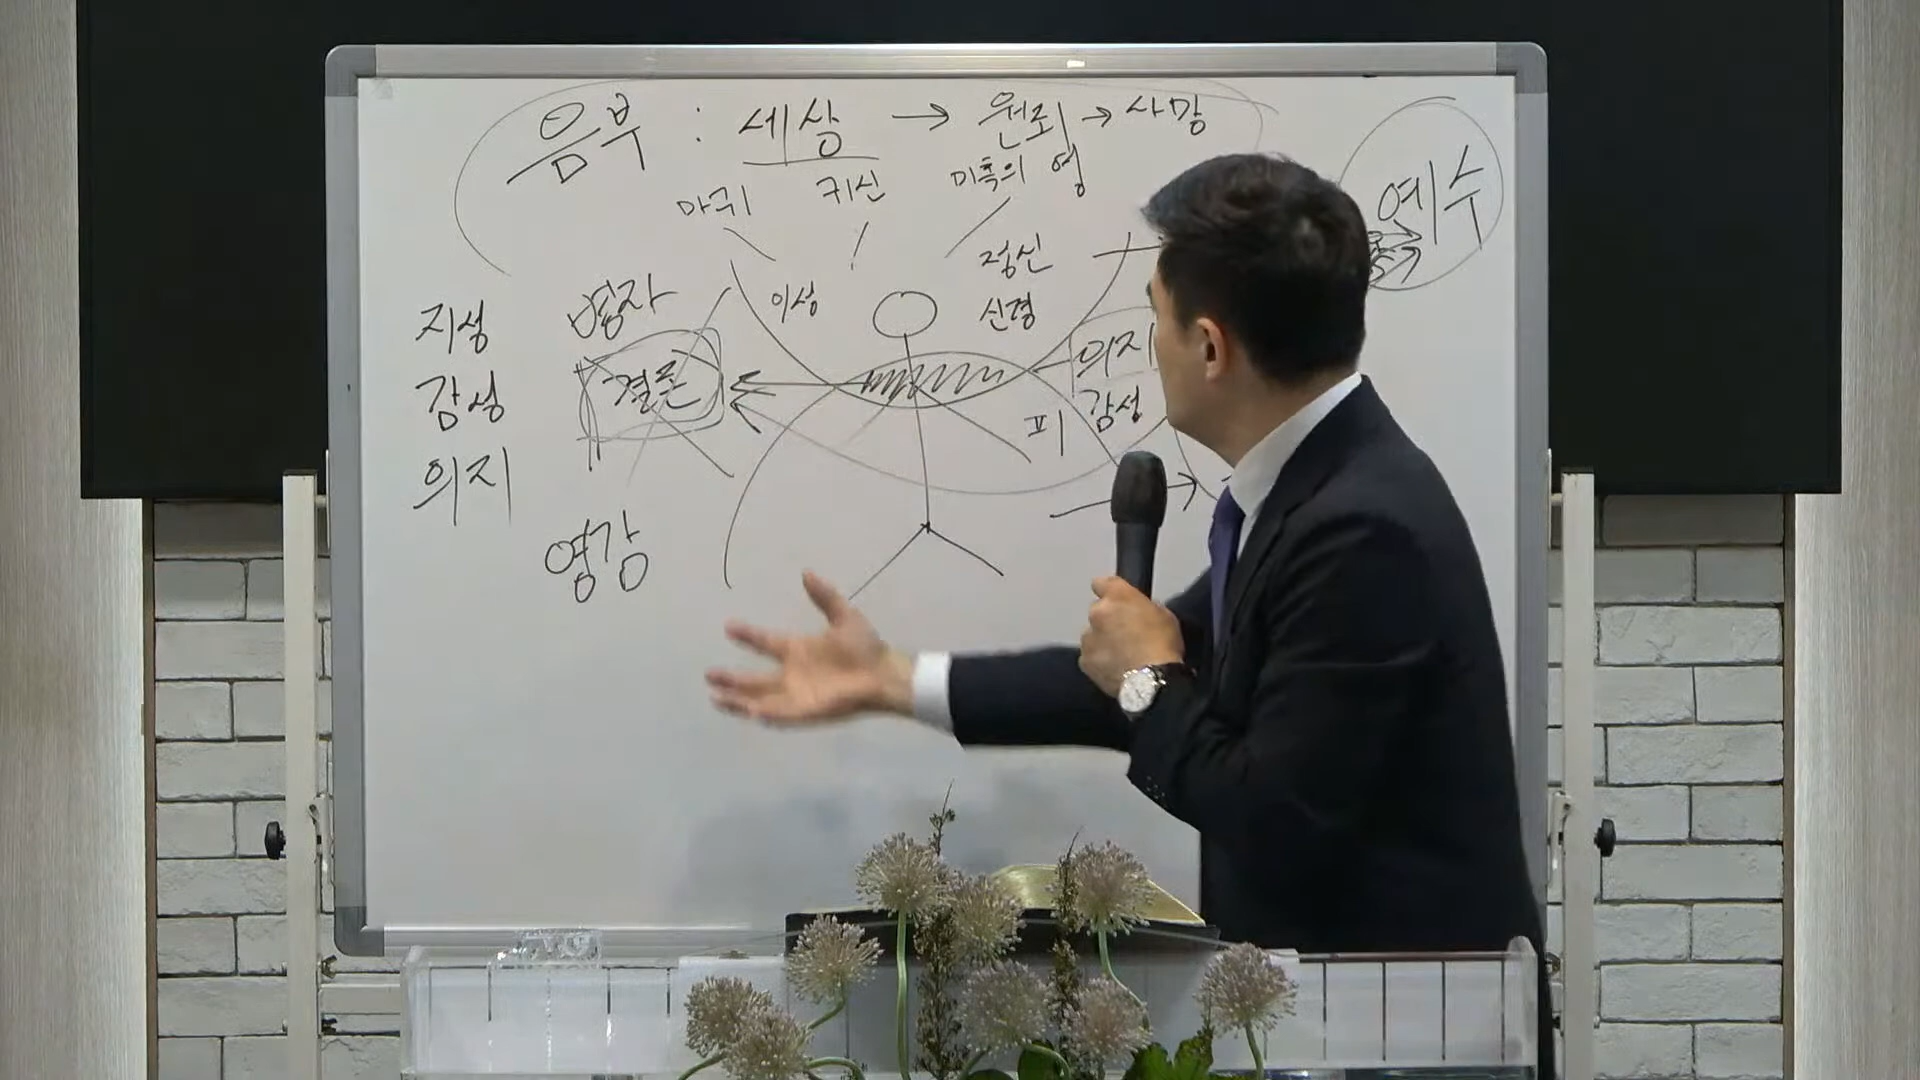 음부 : 세상 → 원죄 → 사망
마귀 귀신 미혹의 영
예수
정신
이성 신경
지성 남자
감성 결혼
의지
의지
감성
피
영감